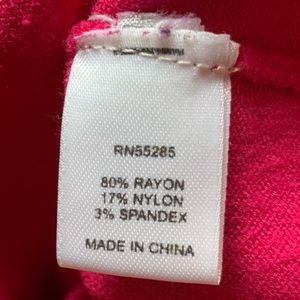 RN55285
80% RAYON
17% NYLON
3% SPANDEX
MADE IN CHINA